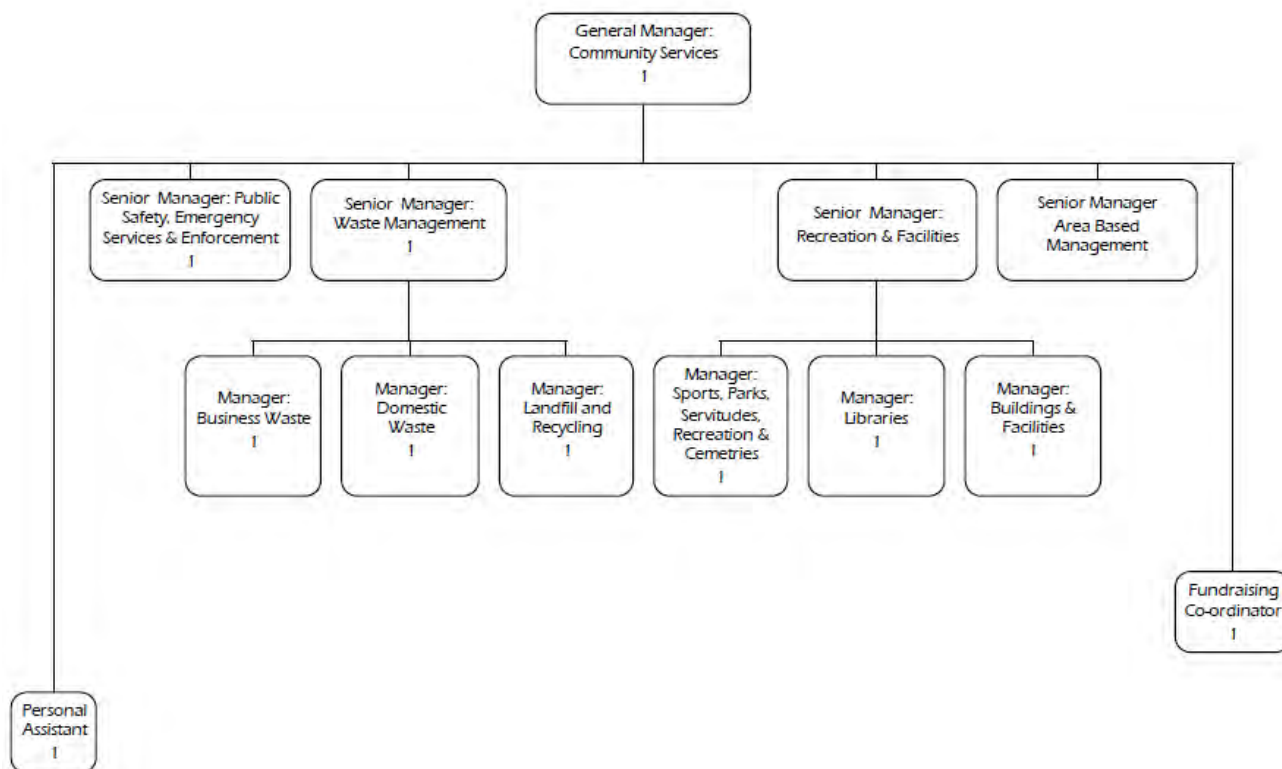 General Manager:
Community Services
1
Senior Manager: Public
Safety, Emergency
Services & Enforcement
1
Senior Manager:
Waste Management
1
Senior Manager:
Recreation & Facilities
Senior Manager
Area Based
Management
Manager:
Business Waste
1
Manager:
Domestic
Waste
1
Manager:
Landfill and
Recycling
1
Manager:
Sports, Parks,
Servitudes,
Recreation &
Cemetries
1
Manager:
Libraries
1
Manager:
Buildings &
Facilities
1
Fundraising
Co-ordinator
1
Personal
Assistant
1